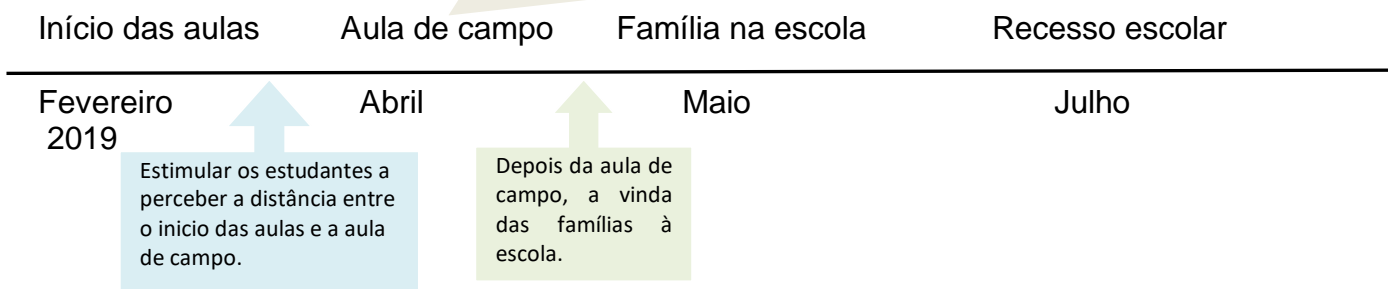 Início das aulas Aula de campo Família na escola Recesso escolar
Fevereiro Abril Maio Julho
2019
Estimular os estudantes a
perceber a distância entre
o inicio das aulas e a aula
de campo.
Depois da aula de
campo, a vinda
das famílias à
escola.